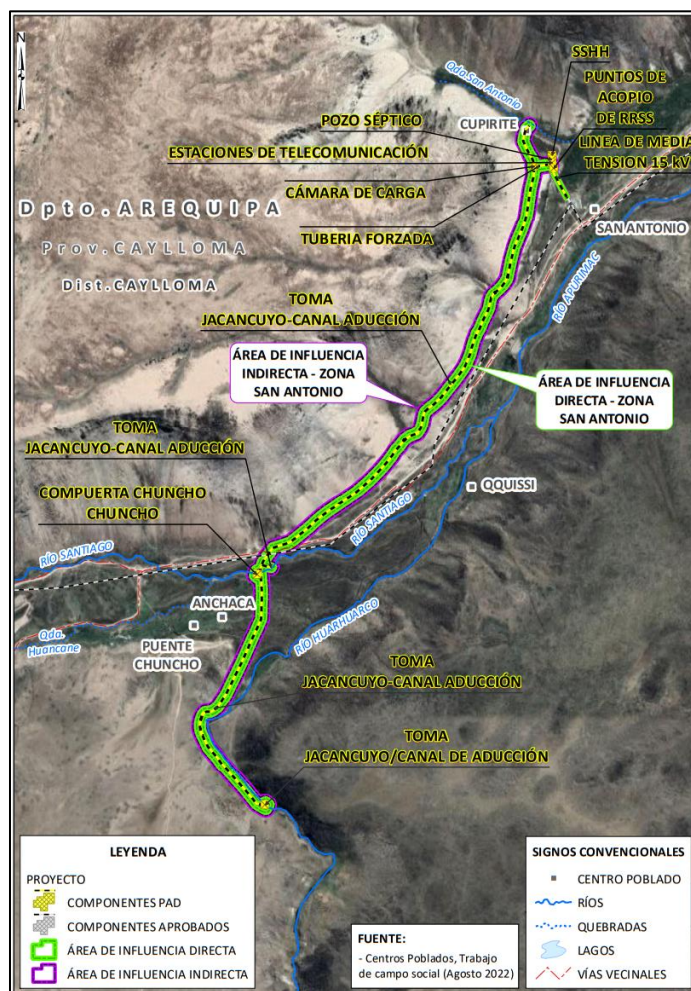 N
SSHH
PUNTOS DE
ACOPIO
DE RRSS
LINEA DE MEDIA
TENSION 15 kV
Qda.San Antonio
POZO SÉPTICO
CUPIRITE
ESTACIONES DE TELECOMUNICACIÓN
CÁMARA DE CARGA
TUBERIA FORZADA
SAN ANTONIO
RÍO APURIMAC
Dpto.AREQUIPA
Prov.CAYLLOMA
Dist.CAYLLOMA
TOMA
JACANCUYO-CANAL ADUCCIÓN
ÁREA DE INFLUENCIA
INDIRECTA - ZONA
SAN ANTONIO
ÁREA DE INFLUENCIA
DIRECTA - ZONA
SAN ANTONIO
TOMA
JACANCUYO-CANAL ADUCCIÓN
COMPUERTA CHUNCHO
CHUNCHO
QQUISSI
RÍO SANTIAGO
RÍO SANTIAGO
ANCHACA
PUENTE
CHUNCHO
Qda.
Huancane
RÍO HUARHUARCO
TOMA
JACANCUYO-CANAL ADUCCIÓN
TOMA
JACANCUYO/CANAL DE ADUCCIÓN
LEYENDA
PROYECTO
COMPONENTES PAD
COMPONENTES APROBADOS
ÁREA DE INFLUENCIA DIRECTA
ÁREA DE INFLUENCIA INDIRECTA
FUENTE:
- Centros Poblados, Trabajo
de campo social (Agosto 2022)
SIGNOS CONVENCIONALES
CENTRO POBLADO
RÍOS
QUEBRADAS
LAGOS
VÍAS VECINALES